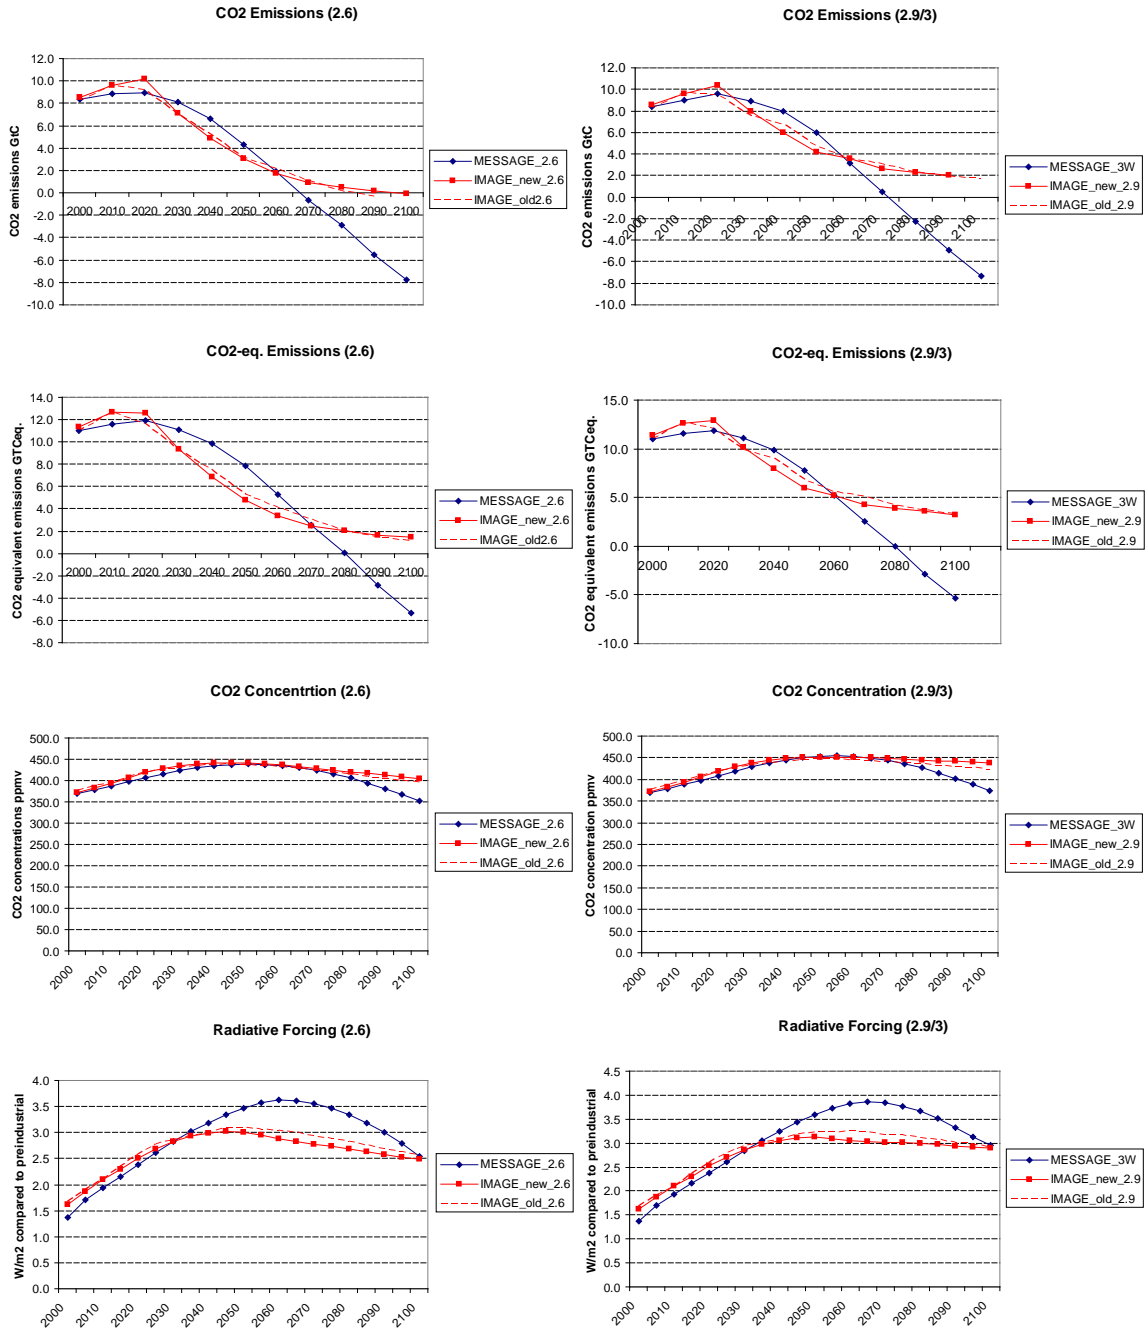 CO2 Emissions (2.6)
CO2 emissions GtC
12.0
10.0
8.0
6.0
4.0
2.0
0.0
-2.0
-4.0
-6.0
-8.0
-10.0
2000 2010 2020 2030 2040 2050 2060 2070 2080 2090 2100
MESSAGE_2.6
IMAGE_new_2.6
IMAGE_old2.6
CO2 Emissions (2.9/3)
CO2 emissions GtC
12.0
10.0
8.0
6.0
4.0
2.0
0.0
-2.0
-4.0
-6.0
-8.0
-10.0
2000 2010 2020 2030 2040 2050 2060 2070 2080 2090 2100
MESSAGE_3W
IMAGE_new_2.9
IMAGE_old_2.9
CO2-eq. Emissions (2.6)
CO2 equivalent emissions GTCeq.
14.0
12.0
10.0
8.0
6.0
4.0
2.0
0.0
-2.0
-4.0
-6.0
-8.0
2000 2010 2020 2030 2040 2050 2060 2070 2080 2090 2100
MESSAGE_2.6
IMAGE_new_2.6
IMAGE_old2.6
CO2-eq. Emissions (2.9/3)
CO2 equivalent emissions GTCeq.
15.0
10.0
5.0
0.0
-5.0
-10.0
2000 2020 2040 2060 2080 2100
MESSAGE_3W
IMAGE_new_2.9
IMAGE_old_2.9
CO2 Concentrtion (2.6)
CO2 concentrations ppmv
500.0
450.0
400.0
350.0
300.0
250.0
200.0
150.0
100.0
50.0
0.0
2000 2010 2020 2030 2040 2050 2060 2070 2080 2090 2100
MESSAGE_2.6
IMAGE_new_2.6
IMAGE_old_2.6
CO2 Concentration (2.9/3)
CO2 concentration ppmv
500.0
450.0
400.0
350.0
300.0
250.0
200.0
150.0
100.0
50.0
0.0
2000 2010 2020 2030 2040 2050 2060 2070 2080 2090 2100
MESSAGE_3W
IMAGE_new_2.9
IMAGE_old_2.9
Radiative Forcing (2.6)
W/m2 compared to preindustrial
4.0
3.5
3.0
2.5
2.0
1.5
1.0
0.5
0.0
2000 2010 2020 2030 2040 2050 2060 2070 2080 2090 2100
MESSAGE_2.6
IMAGE_new_2.6
IMAGE_old_2.6
Radiative Forcing (2.9/3)
W/m2 compared to preindustrial
4.5
4.0
3.5
3.0
2.5
2.0
1.5
1.0
0.5
0.0
2000 2010 2020 2030 2040 2050 2060 2070 2080 2090 2100
MESSAGE_3W
IMAGE_new_2.9
IMAGE_old_2.9